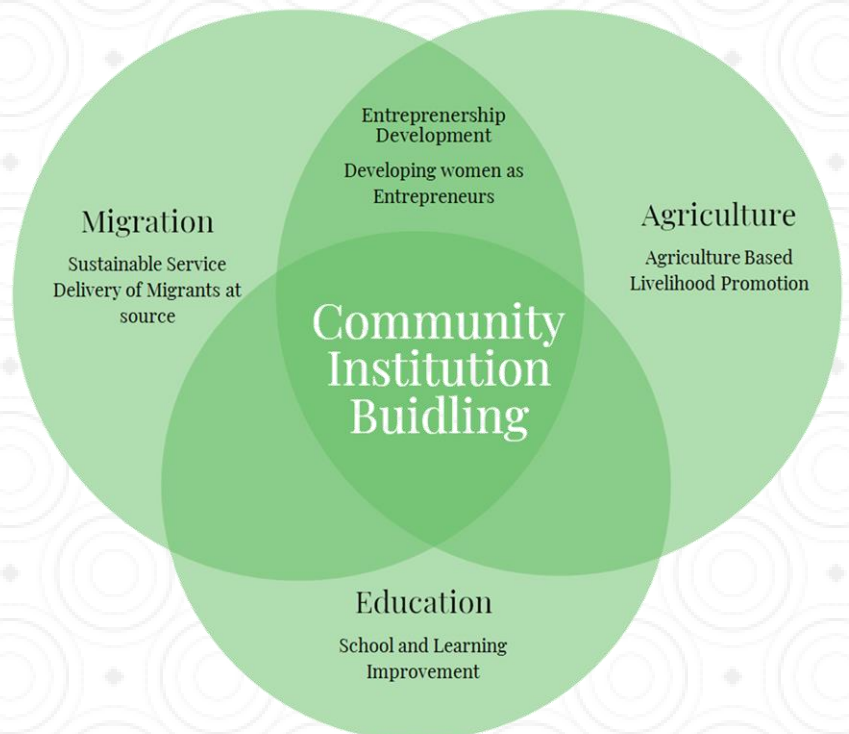 Entreprenership
Development
Developing women as
Entrepreneurs
Migration
Sustainable Service
Delivery of Migrants at
source
Agriculture
Agriculture Based
Livelihood Promotion
Community
Institution
Buidling
Education
School and Learning
Improvement